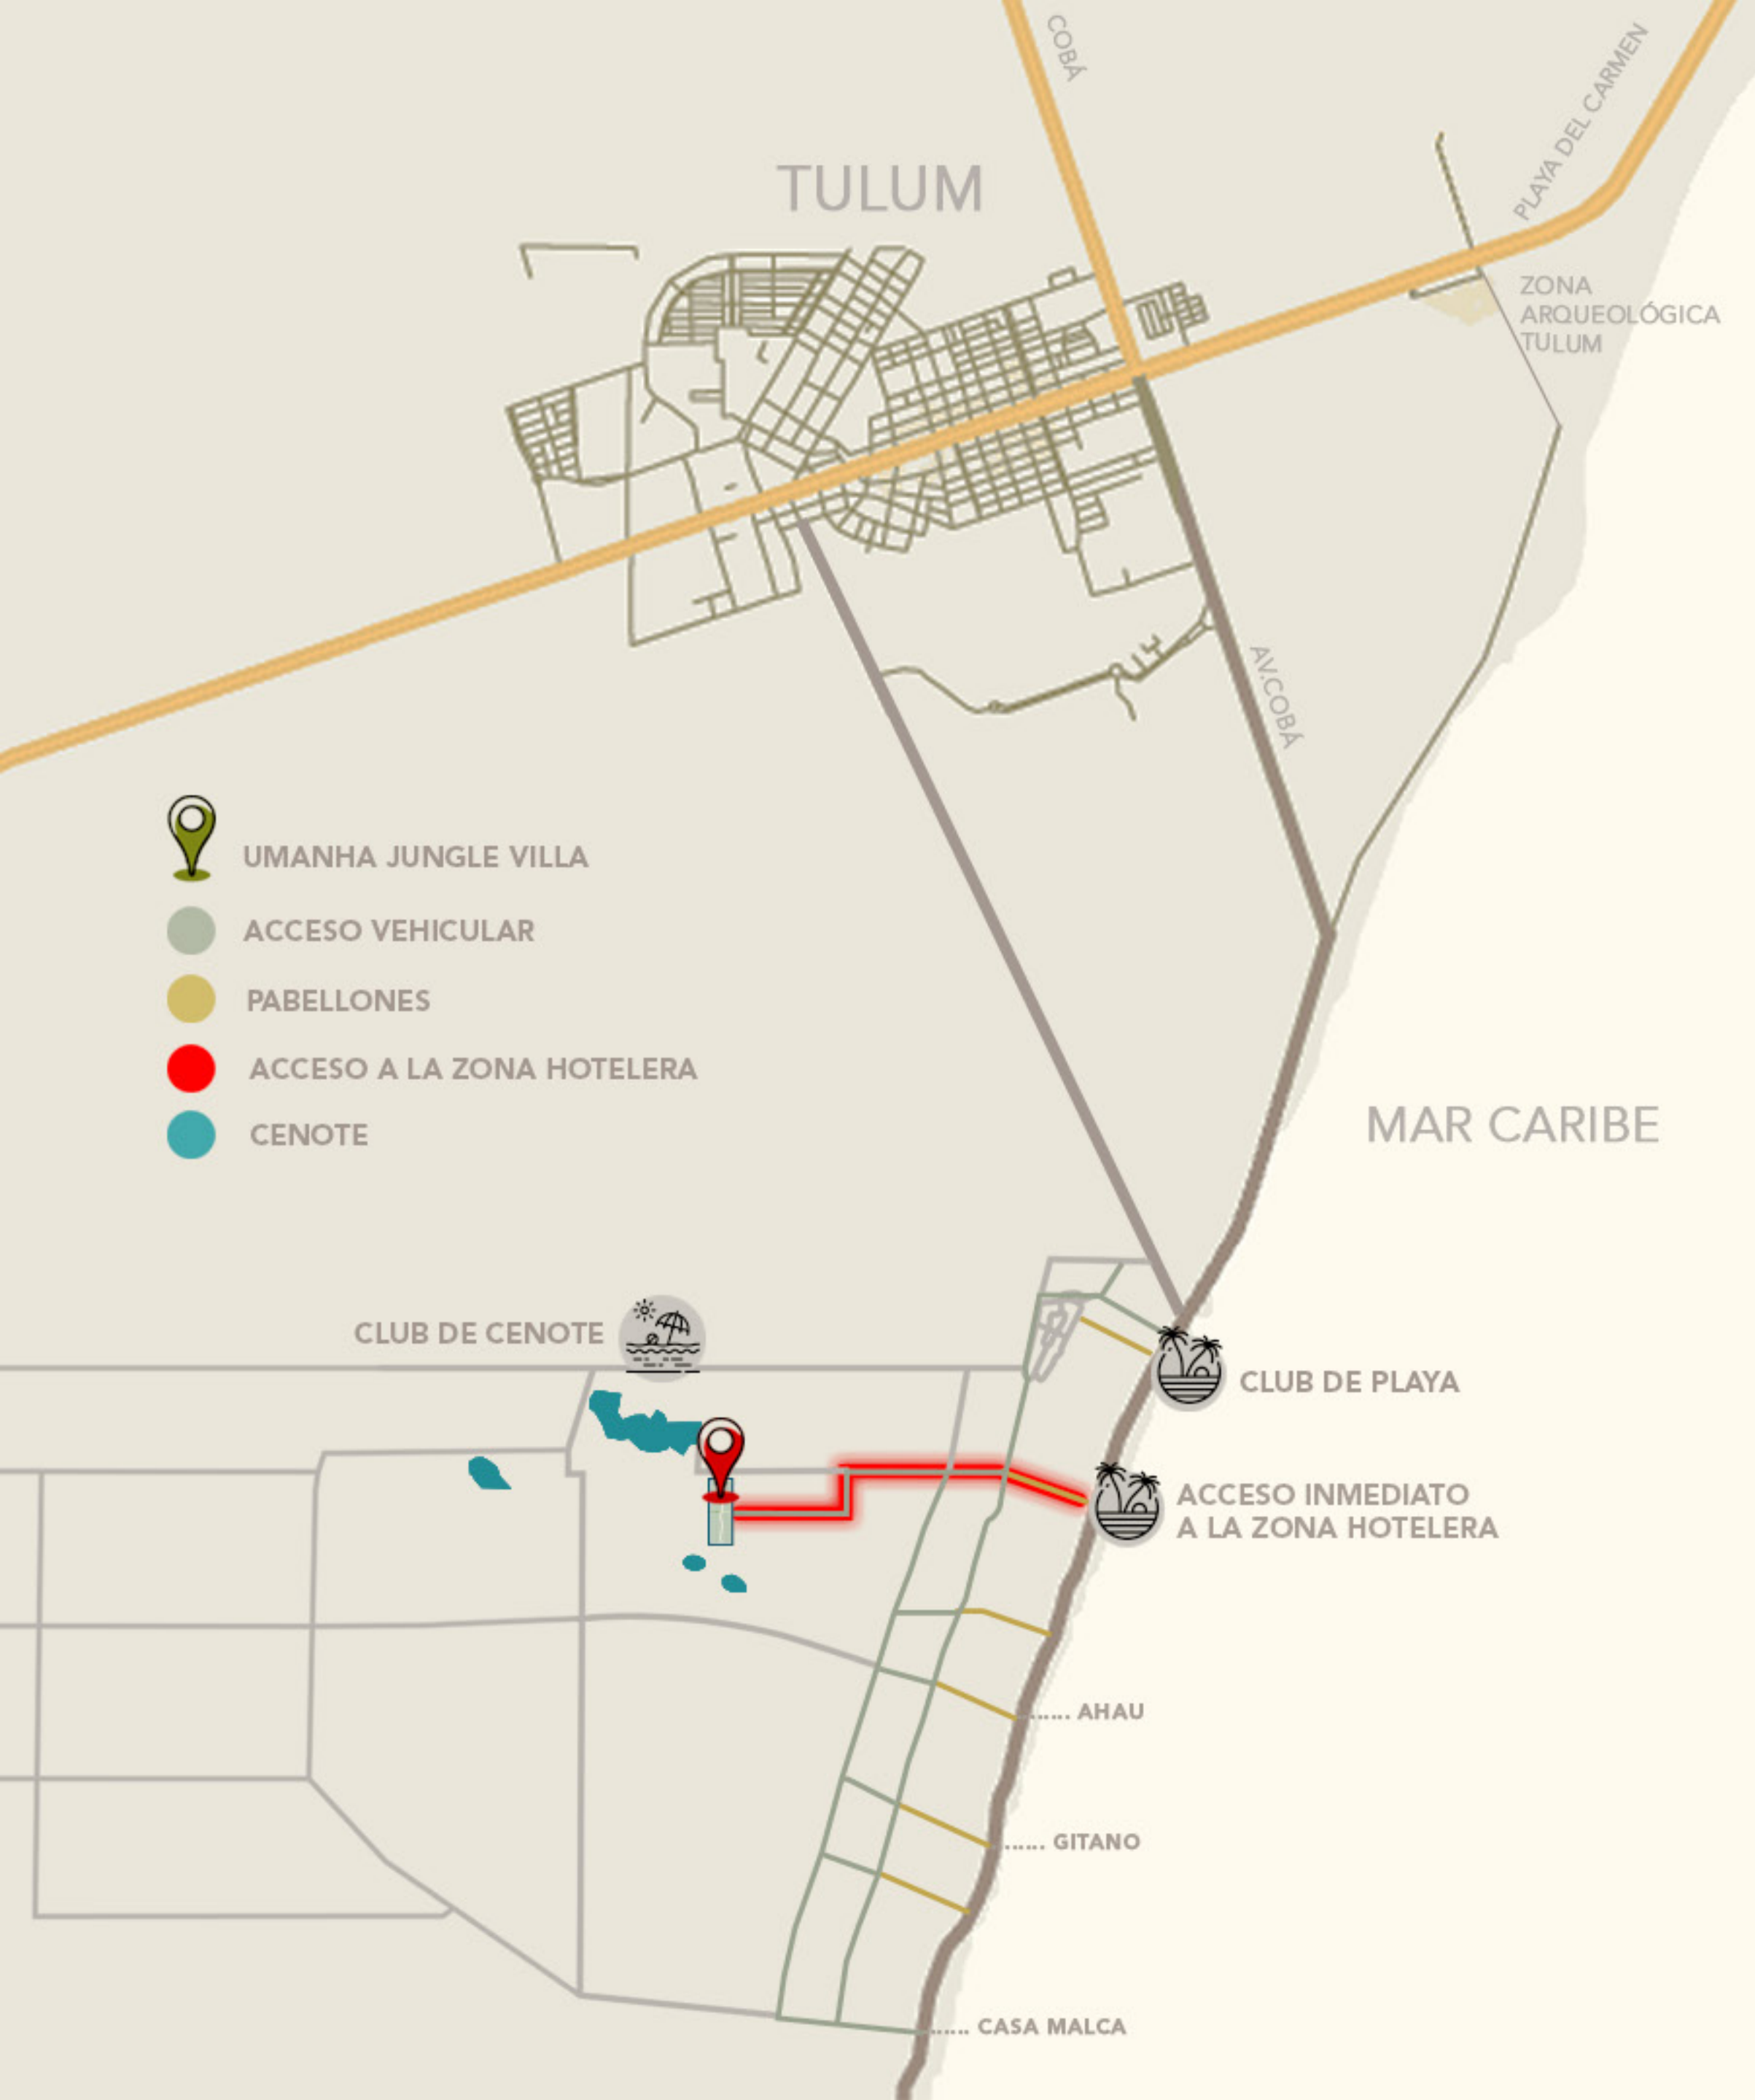 COBÁ
PLAYA DEL CARMEN
TULUM
ZONA
ARQUEOLÓGICA
TULUM
AV.COBÁ
UMANHA JUNGLE VILLA
ACCESO VEHICULAR
PABELLONES
ACCESO A LA ZONA HOTELERA
CENOTE
MAR CARIBE
CLUB DE CENOTE
CLUB DE PLAYA
ACCESO INMEDIATO
A LA ZONA HOTELERA
...... AHAU
...... GITANO
...... CASA MALCA